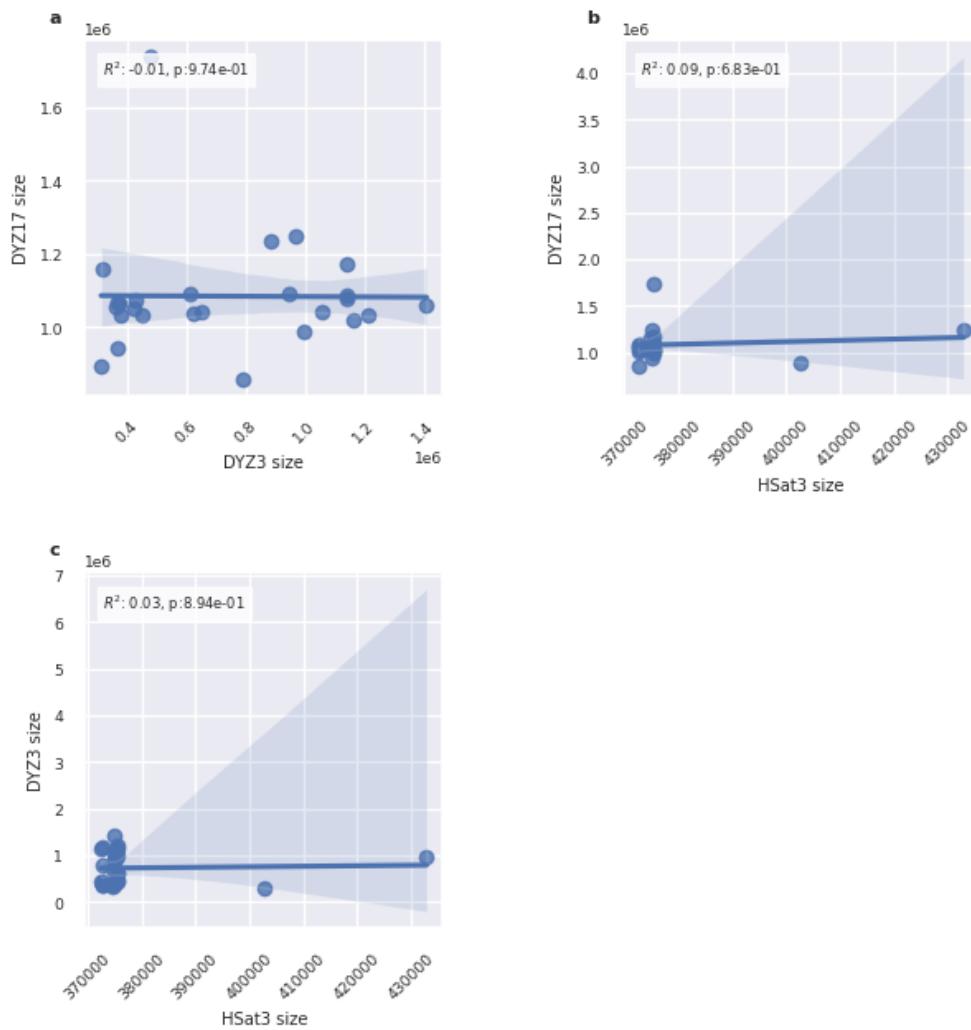 a
1e6
R²: -0.01, p:9.74e-01
1.6
1.4
1.2
1.0
DYZ17 size
0.4
0.6
0.8
1.0
1.2
1.4
1e6
DYZ3 size
b
1e6
R²: 0.09, p:6.83e-01
4.0
3.5
3.0
2.5
2.0
1.5
1.0
DYZ17 size
370000
380000
390000
400000
410000
420000
430000
HSat3 size
c
1e6
R²: 0.03, p:8.94e-01
7
6
5
4
3
2
1
0
DYZ3 size
370000
380000
390000
400000
410000
420000
430000
HSat3 size